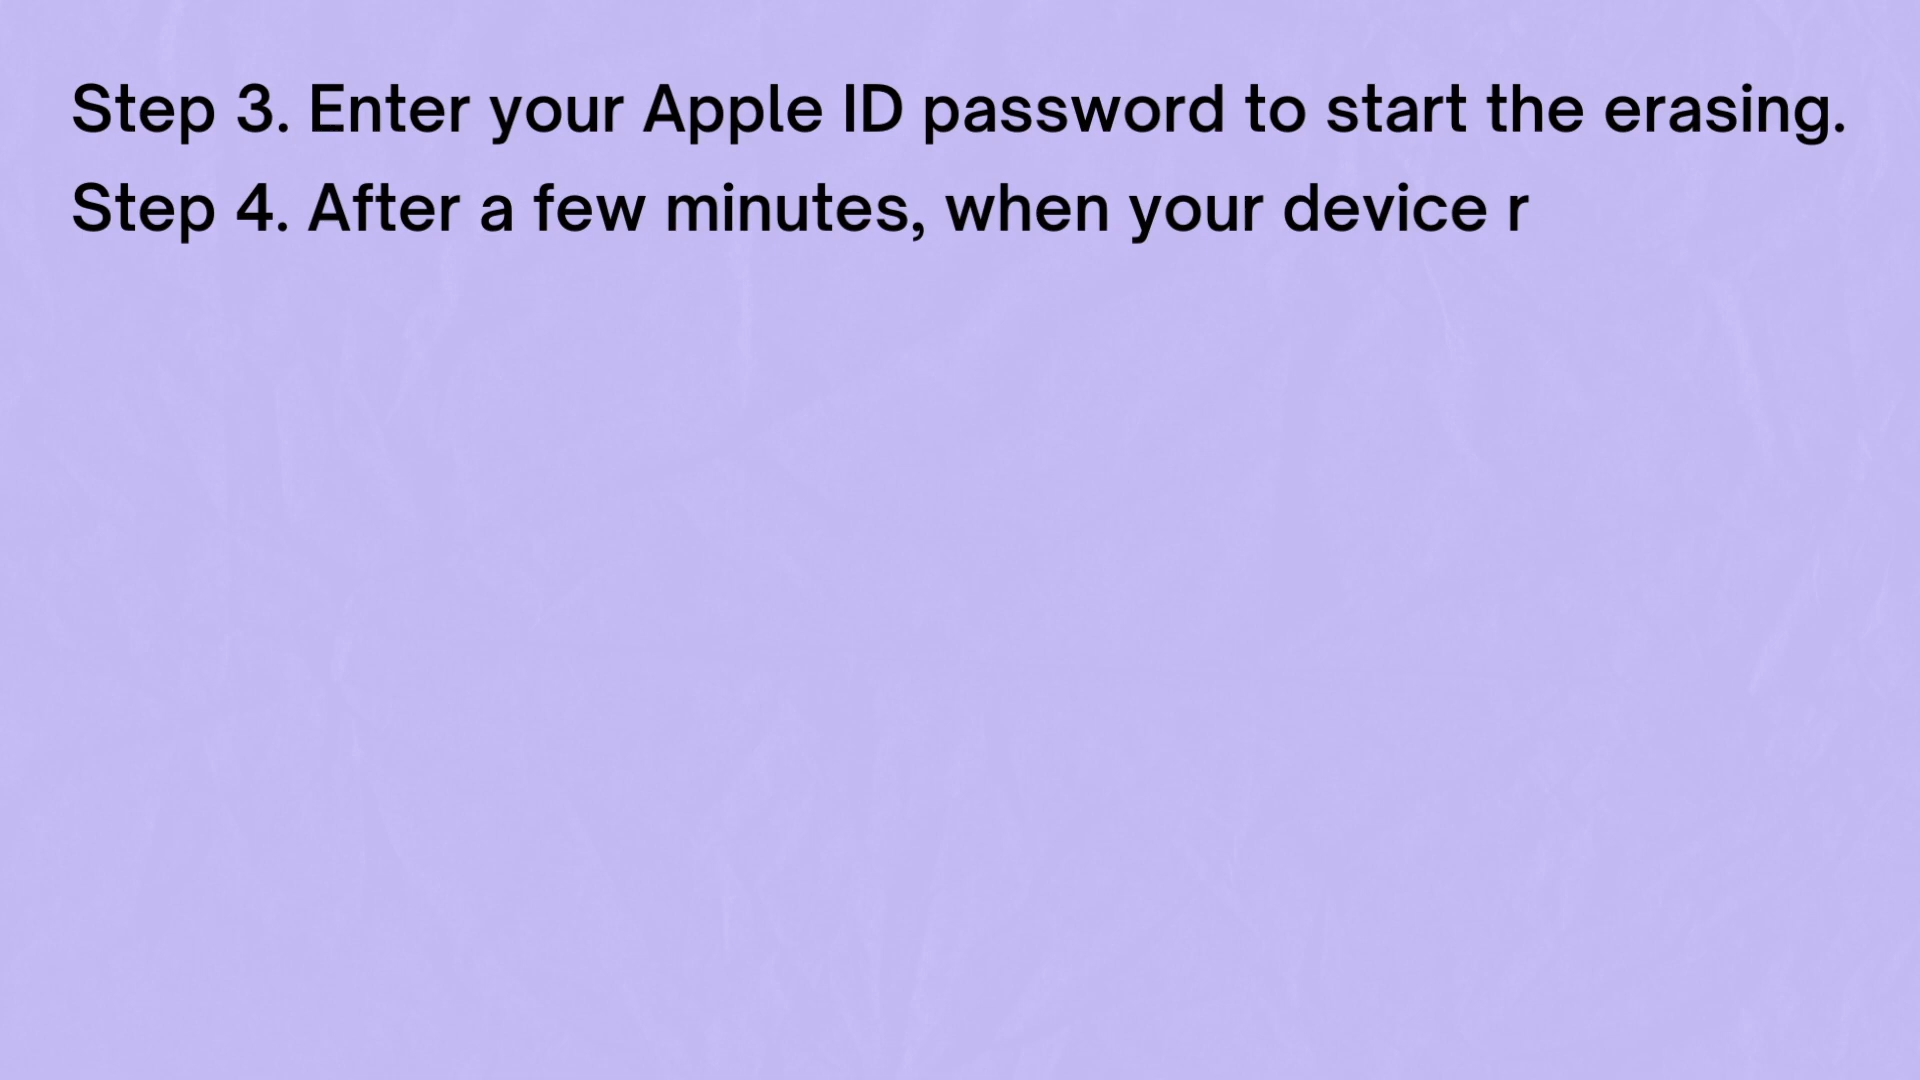 Step 3. Enter your Apple ID password to start the erasing.
Step 4. After a few minutes, when your device r